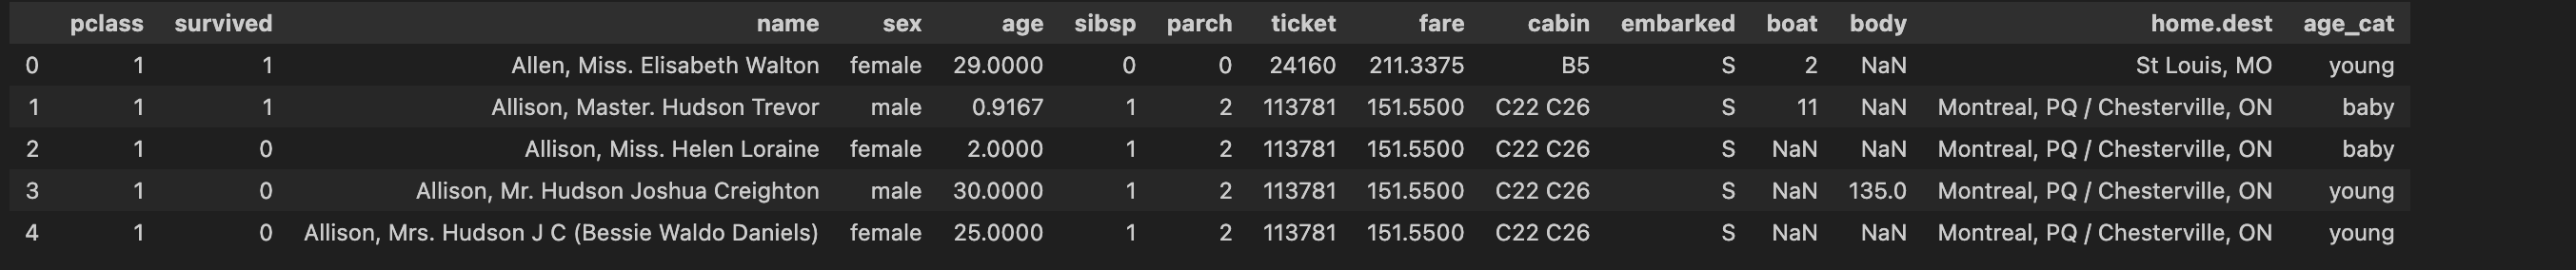 pclass survived name sex age sibsp parch ticket fare cabin embarked boat body home.dest age_cat
0 1 1 Allen, Miss. Elisabeth Walton female 29.0000 0 0 24160 211.3375 B5 S 2 NaN St Louis, MO young
1 1 1 Allison, Master. Hudson Trevor male 0.9167 1 2 113781 151.5500 C22 C26 S 11 NaN Montreal, PQ / Chesterville, ON baby
2 1 0 Allison, Miss. Helen Loraine female 2.0000 1 2 113781 151.5500 C22 C26 S NaN NaN Montreal, PQ / Chesterville, ON baby
3 1 0 Allison, Mr. Hudson Joshua Creighton male 30.0000 1 2 113781 151.5500 C22 C26 S NaN 135.0 Montreal, PQ / Chesterville, ON young
4 1 0 Allison, Mrs. Hudson J C (Bessie Waldo Daniels) female 25.0000 1 2 113781 151.5500 C22 C26 S NaN NaN Montreal, PQ / Chesterville, ON young